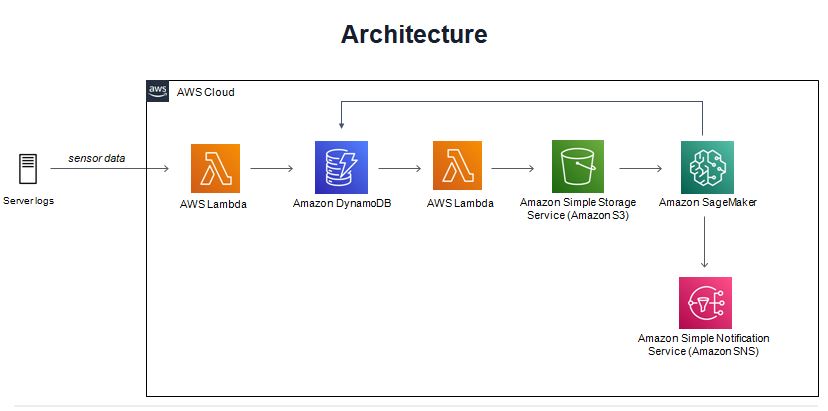 Architecture
aws
AWS Cloud
sensor data
Server logs
AWS Lambda
Amazon DynamoDB
AWS Lambda
Amazon Simple Storage
Service (Amazon S3)
Amazon SageMaker
Amazon Simple Notification
Service (Amazon SNS)